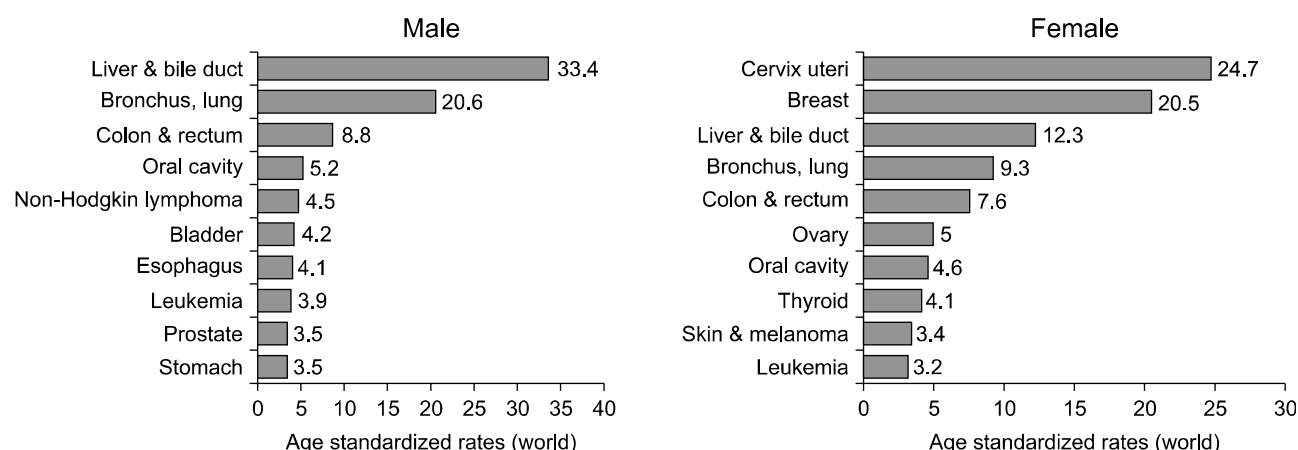 Male
Liver & bile duct 33.4
Bronchus, lung 20.6
Colon & rectum 8.8
Oral cavity 5.2
Non-Hodgkin lymphoma 4.5
Bladder 4.2
Esophagus 4.1
Leukemia 3.9
Prostate 3.5
Stomach 3.5
0 5 10 15 20 25 30 35 40
Age standardized rates (world)
Female
Cervix uteri 24.7
Breast 20.5
Liver & bile duct 12.3
Bronchus, lung 9.3
Colon & rectum 7.6
Ovary 5
Oral cavity 4.6
Thyroid 4.1
Skin & melanoma 3.4
Leukemia 3.2
0 5 10 15 20 25 30
Age standardized rates (world)